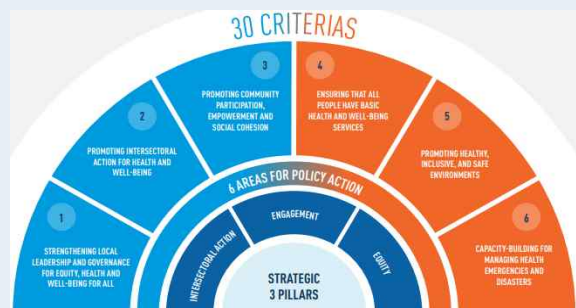 30 CRITERIAS
1
STRENGTHENING LOCAL
LEADERSHIP AND GOVERNANCE
FOR EQUITY, HEALTH AND
WELL-BEING FOR ALL
2
PROMOTING INTERSECTORAL
ACTION FOR HEALTH AND
WELL-BEING
3
PROMOTING COMMUNITY
PARTICIPATION,
EMPOWERMENT AND
SOCIAL COHESION
4
ENSURING THAT ALL
PEOPLE HAVE BASIC
HEALTH AND WELL-BEING
SERVICES
5
PROMOTING HEALTHY,
INCLUSIVE, AND SAFE
ENVIRONMENTS
6
CAPACITY-BUILDING FOR
MANAGING HEALTH
EMERGENCIES AND
DISASTERS
6 AREAS FOR POLICY ACTION
INTERSECTORAL ACTION
ENGAGEMENT
EQUITY
STRATEGIC
3 PILLARS